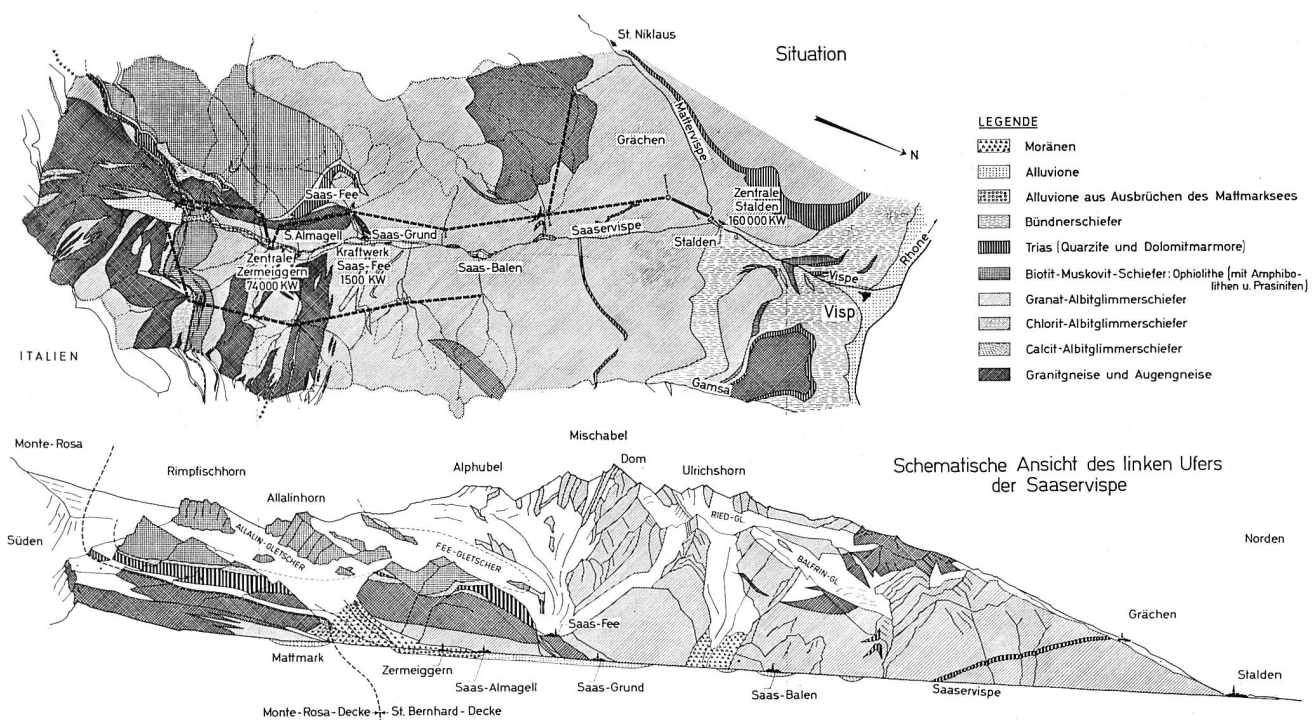 St. Niklaus
Situation
Mattervispe
Grächen
N
Saas-Fee
Zentrale
Stalden
160 000 KW
S. Almagell
Saas-Grund
Saaservispe
Stalden
Rhone
Zentrale
Zermeiggern
74000 KW
Kraftwerk
Saas-Fee
1500 KW
Saas-Balen
Vispe
Visp
ITALIEN
Gamsa
LEGENDE
Moränen
Alluvione
Alluvione aus Ausbrüchen des Mattmarksees
Bündnerschiefer
Trias (Quarzite und Dolomitmarmore)
Biotit-Muskovit-Schiefer: Ophiolithe (mit Amphibo-
lithen u. Prasiniten)
Granat-Albitglimmerschiefer
Chlorit-Albitglimmerschiefer
Calcit-Albitglimmerschiefer
Granitgneise und Augengneise
Schematische Ansicht des linken Ufers
der Saaservispe
Monte-Rosa
Rimpfischhorn
Allalinhorn
Alphubel
Mischabel
Dom
Ulrichshorn
Süden
Norden
ALLALIN-GLETSCHER
FEE-GLETSCHER
RIED-GL
BALFRIN-GL
Saas-Fee
Grächen
Mattmark
Zermeiggern
Saas-Almagell
Saas-Grund
Saas-Balen
Saaservispe
Stalden
Monte-Rosa-Decke
St. Bernhard-Decke